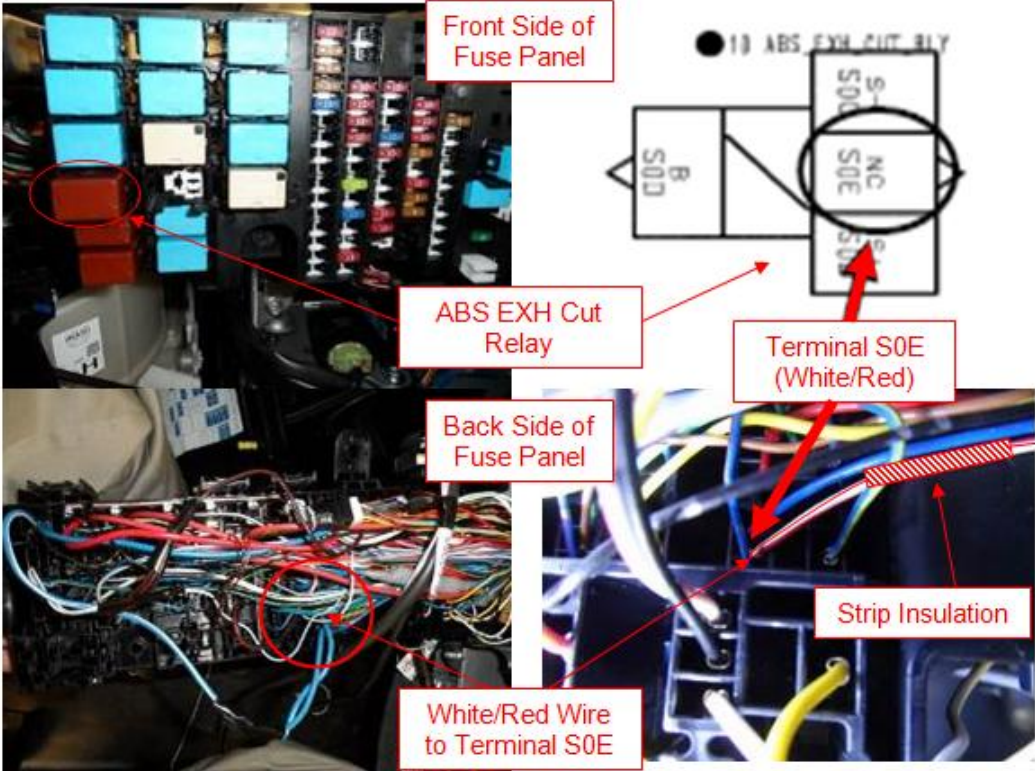 Front Side of
Fuse Panel
10 ABS_EXH_CUT_RLY
S-
S0C
B
S0D
NC
S0E
ABS EXH Cut
Relay
Terminal S0E
(White/Red)
H
Back Side of
Fuse Panel
Strip Insulation
White/Red Wire
to Terminal S0E